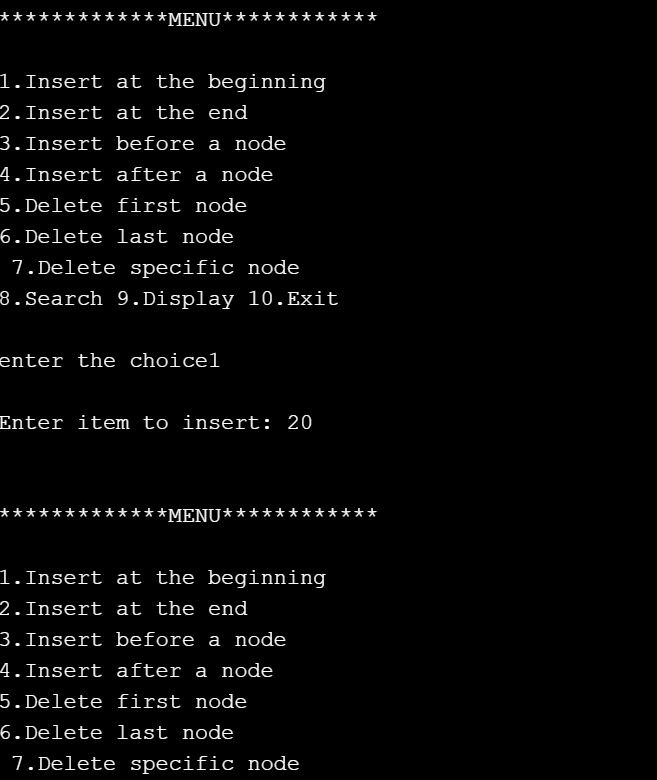 *************MENU************
1.Insert at the beginning
2.Insert at the end
3.Insert before a node
4.Insert after a node
5.Delete first node
6.Delete last node
7.Delete specific node
8.Search 9.Display 10.Exit
enter the choice1
Enter item to insert: 20
*************MENU************
1.Insert at the beginning
2.Insert at the end
3.Insert before a node
4.Insert after a node
5.Delete first node
6.Delete last node
7.Delete specific node